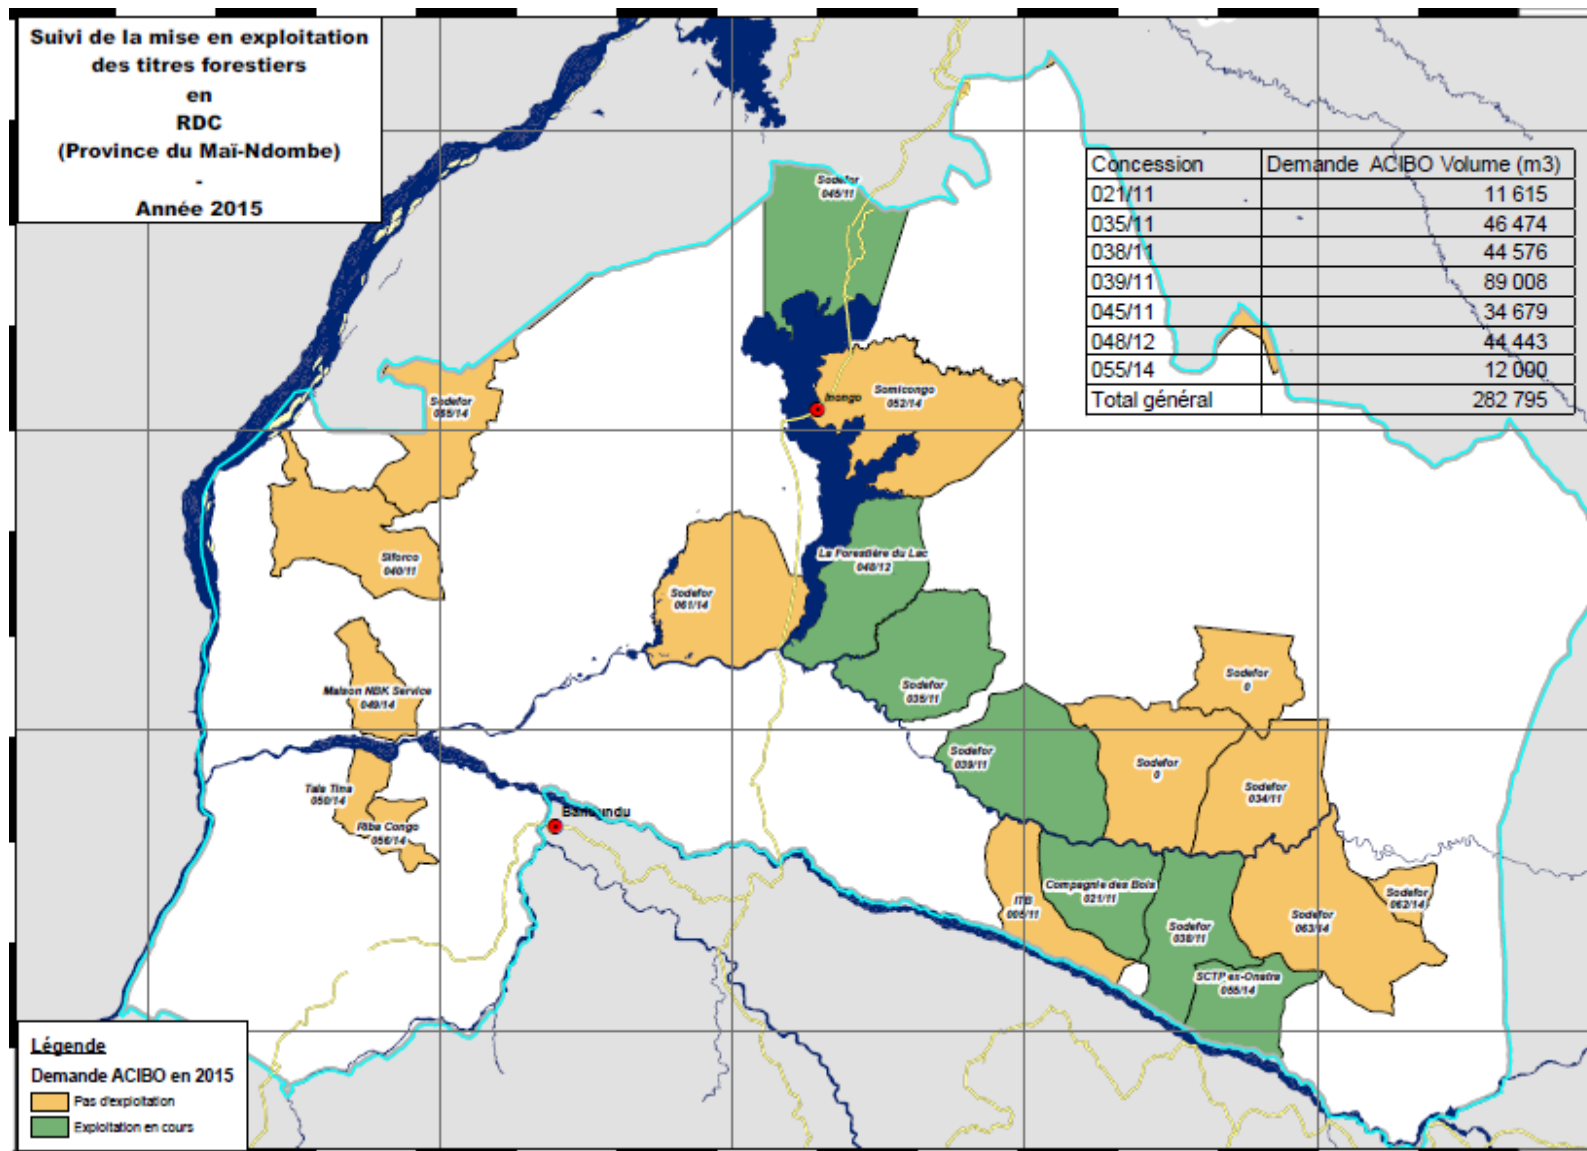 Suivi de la mise en exploitation
des titres forestiers
en
RDC
(Province du Maï-Ndombe)
-
Année 2015
Concession Demande ACIBO Volume (m3)
021/11 11 615
035/11 46 474
038/11 44 576
039/11 89 008
045/11 34 679
048/12 44 443
055/14 12 000
Total général 282 795
Sodefor
045/11
Sodefor
065/14
Inongo
Somicongo
052/14
Siforco
040/11
La Forestière du Lac
048/12
Sodefor
061/14
Sodefor
035/11
Maison NBK Service
049/14
Sodefor
0
Sodefor
039/11
Sodefor
0
Sodefor
034/11
Tala Tina
050/14
Riba Congo
056/14
Bandundu
ITB
005/11
Compagnie des Bois
021/11
Sodefor
038/11
Sodefor
063/14
Sodefor
062/14
SCTP ex-Onatra
055/14
Légende
Demande ACIBO en 2015
Pas d'exploitation
Exploitation en cours